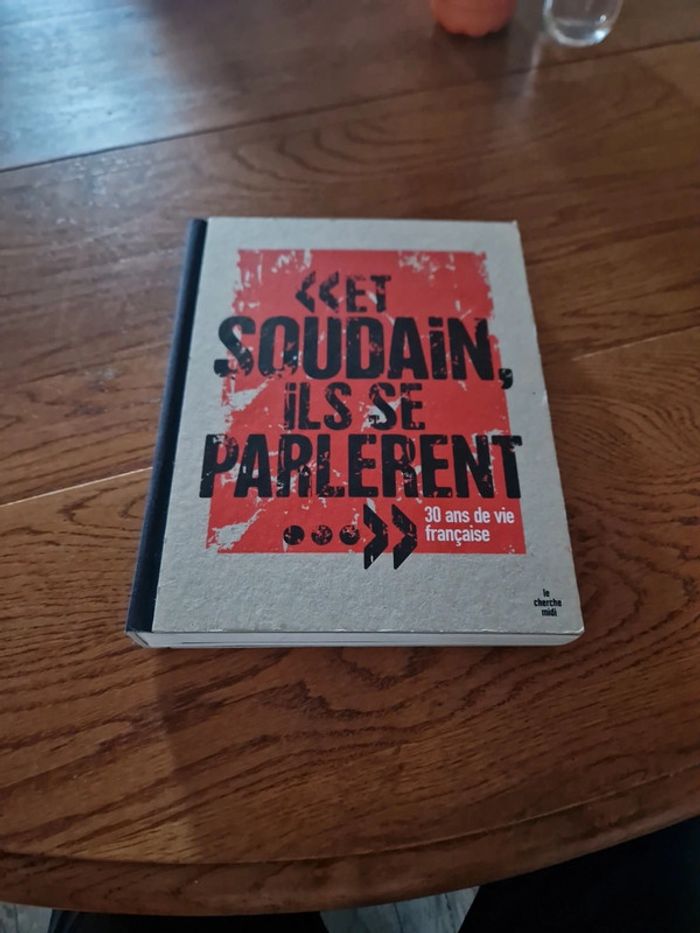 «ET
SOUDAiN,
iLS SE
PARLERENT
...»
30 ans de vie
française
le
cherche
midi